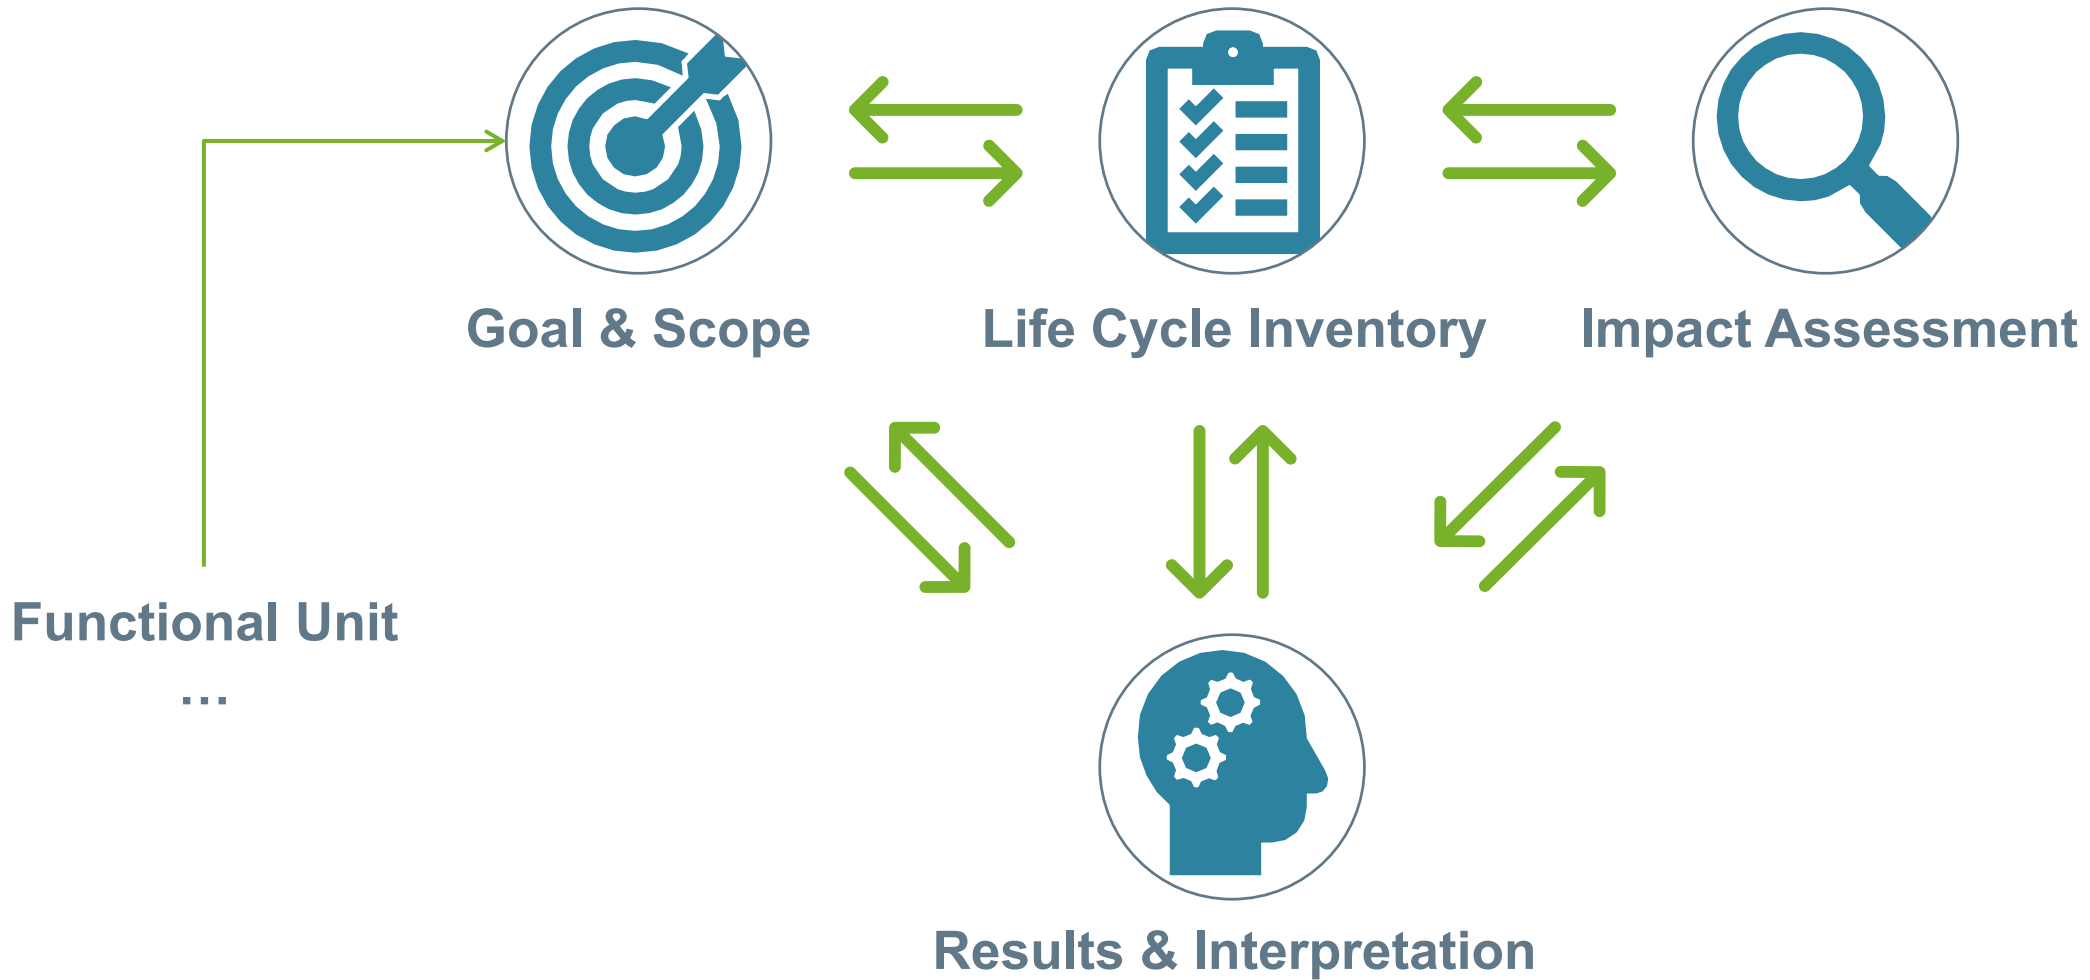 Goal & Scope
Life Cycle Inventory
Impact Assessment
Functional Unit
...
Results & Interpretation